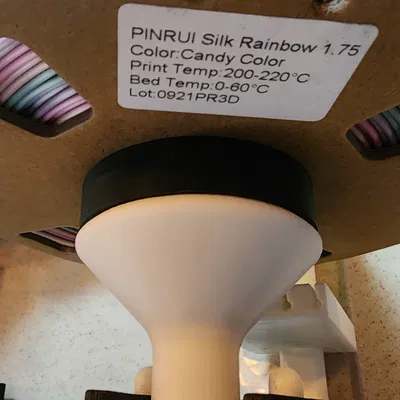 PINRUI Silk Rainbow 1.75
Color:Candy Color
Print Temp:200-220°C
Bed Temp:0-60°C
Lot:0921PR3D